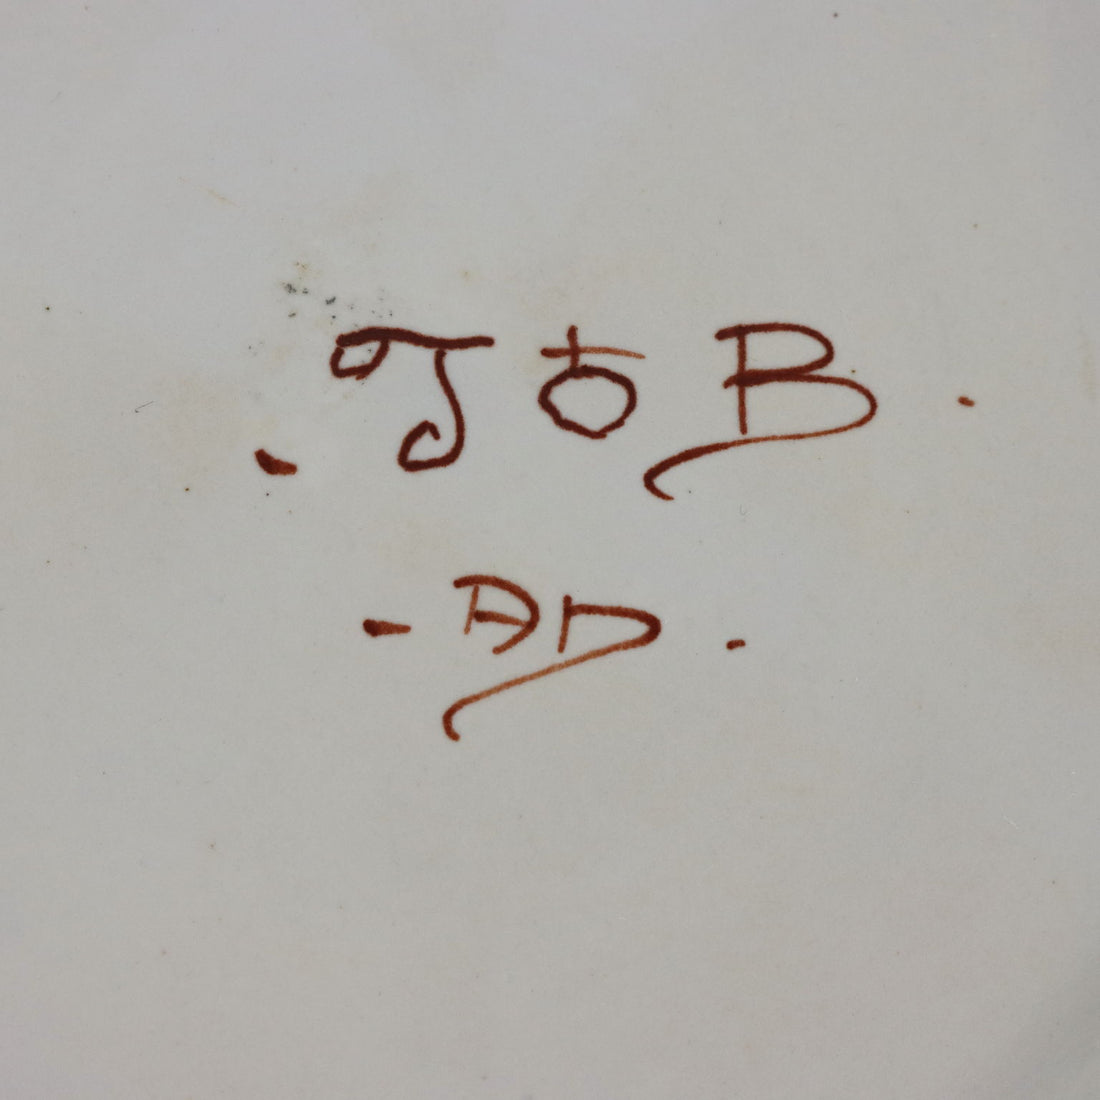 . J ♁ B .
- AD .